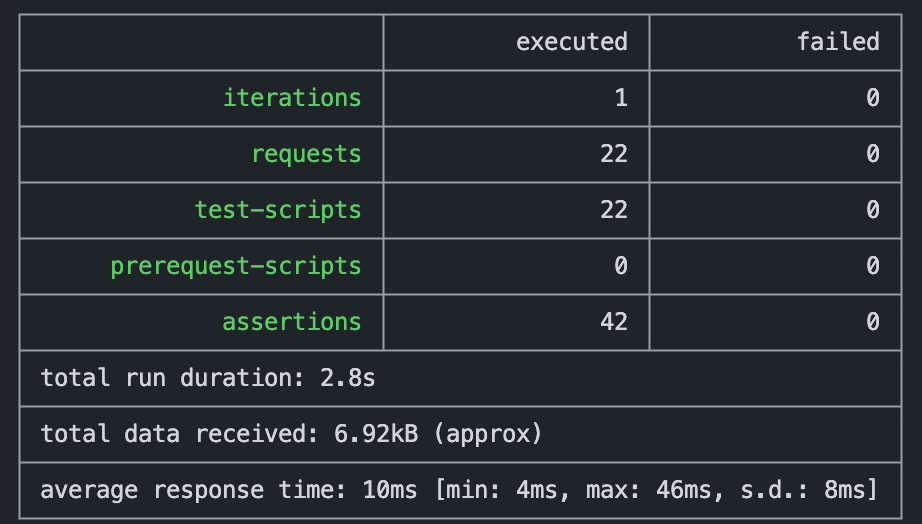 executed failed
iterations 1 0
requests 22 0
test-scripts 22 0
prerequest-scripts 0 0
assertions 42 0
total run duration: 2.8s
total data received: 6.92kB (approx)
average response time: 10ms [min: 4ms, max: 46ms, s.d.: 8ms]